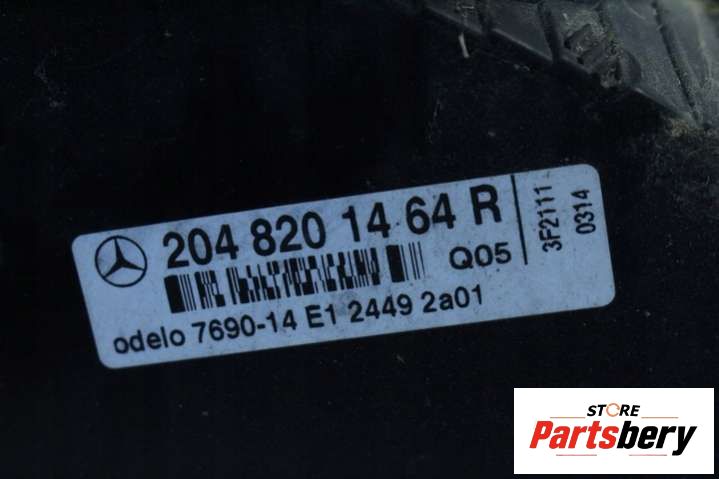 204 820 14 64 R
Q05
3F2111
0314
odelo 7690-14 E1 2449 2a01
STORE
Partsbery